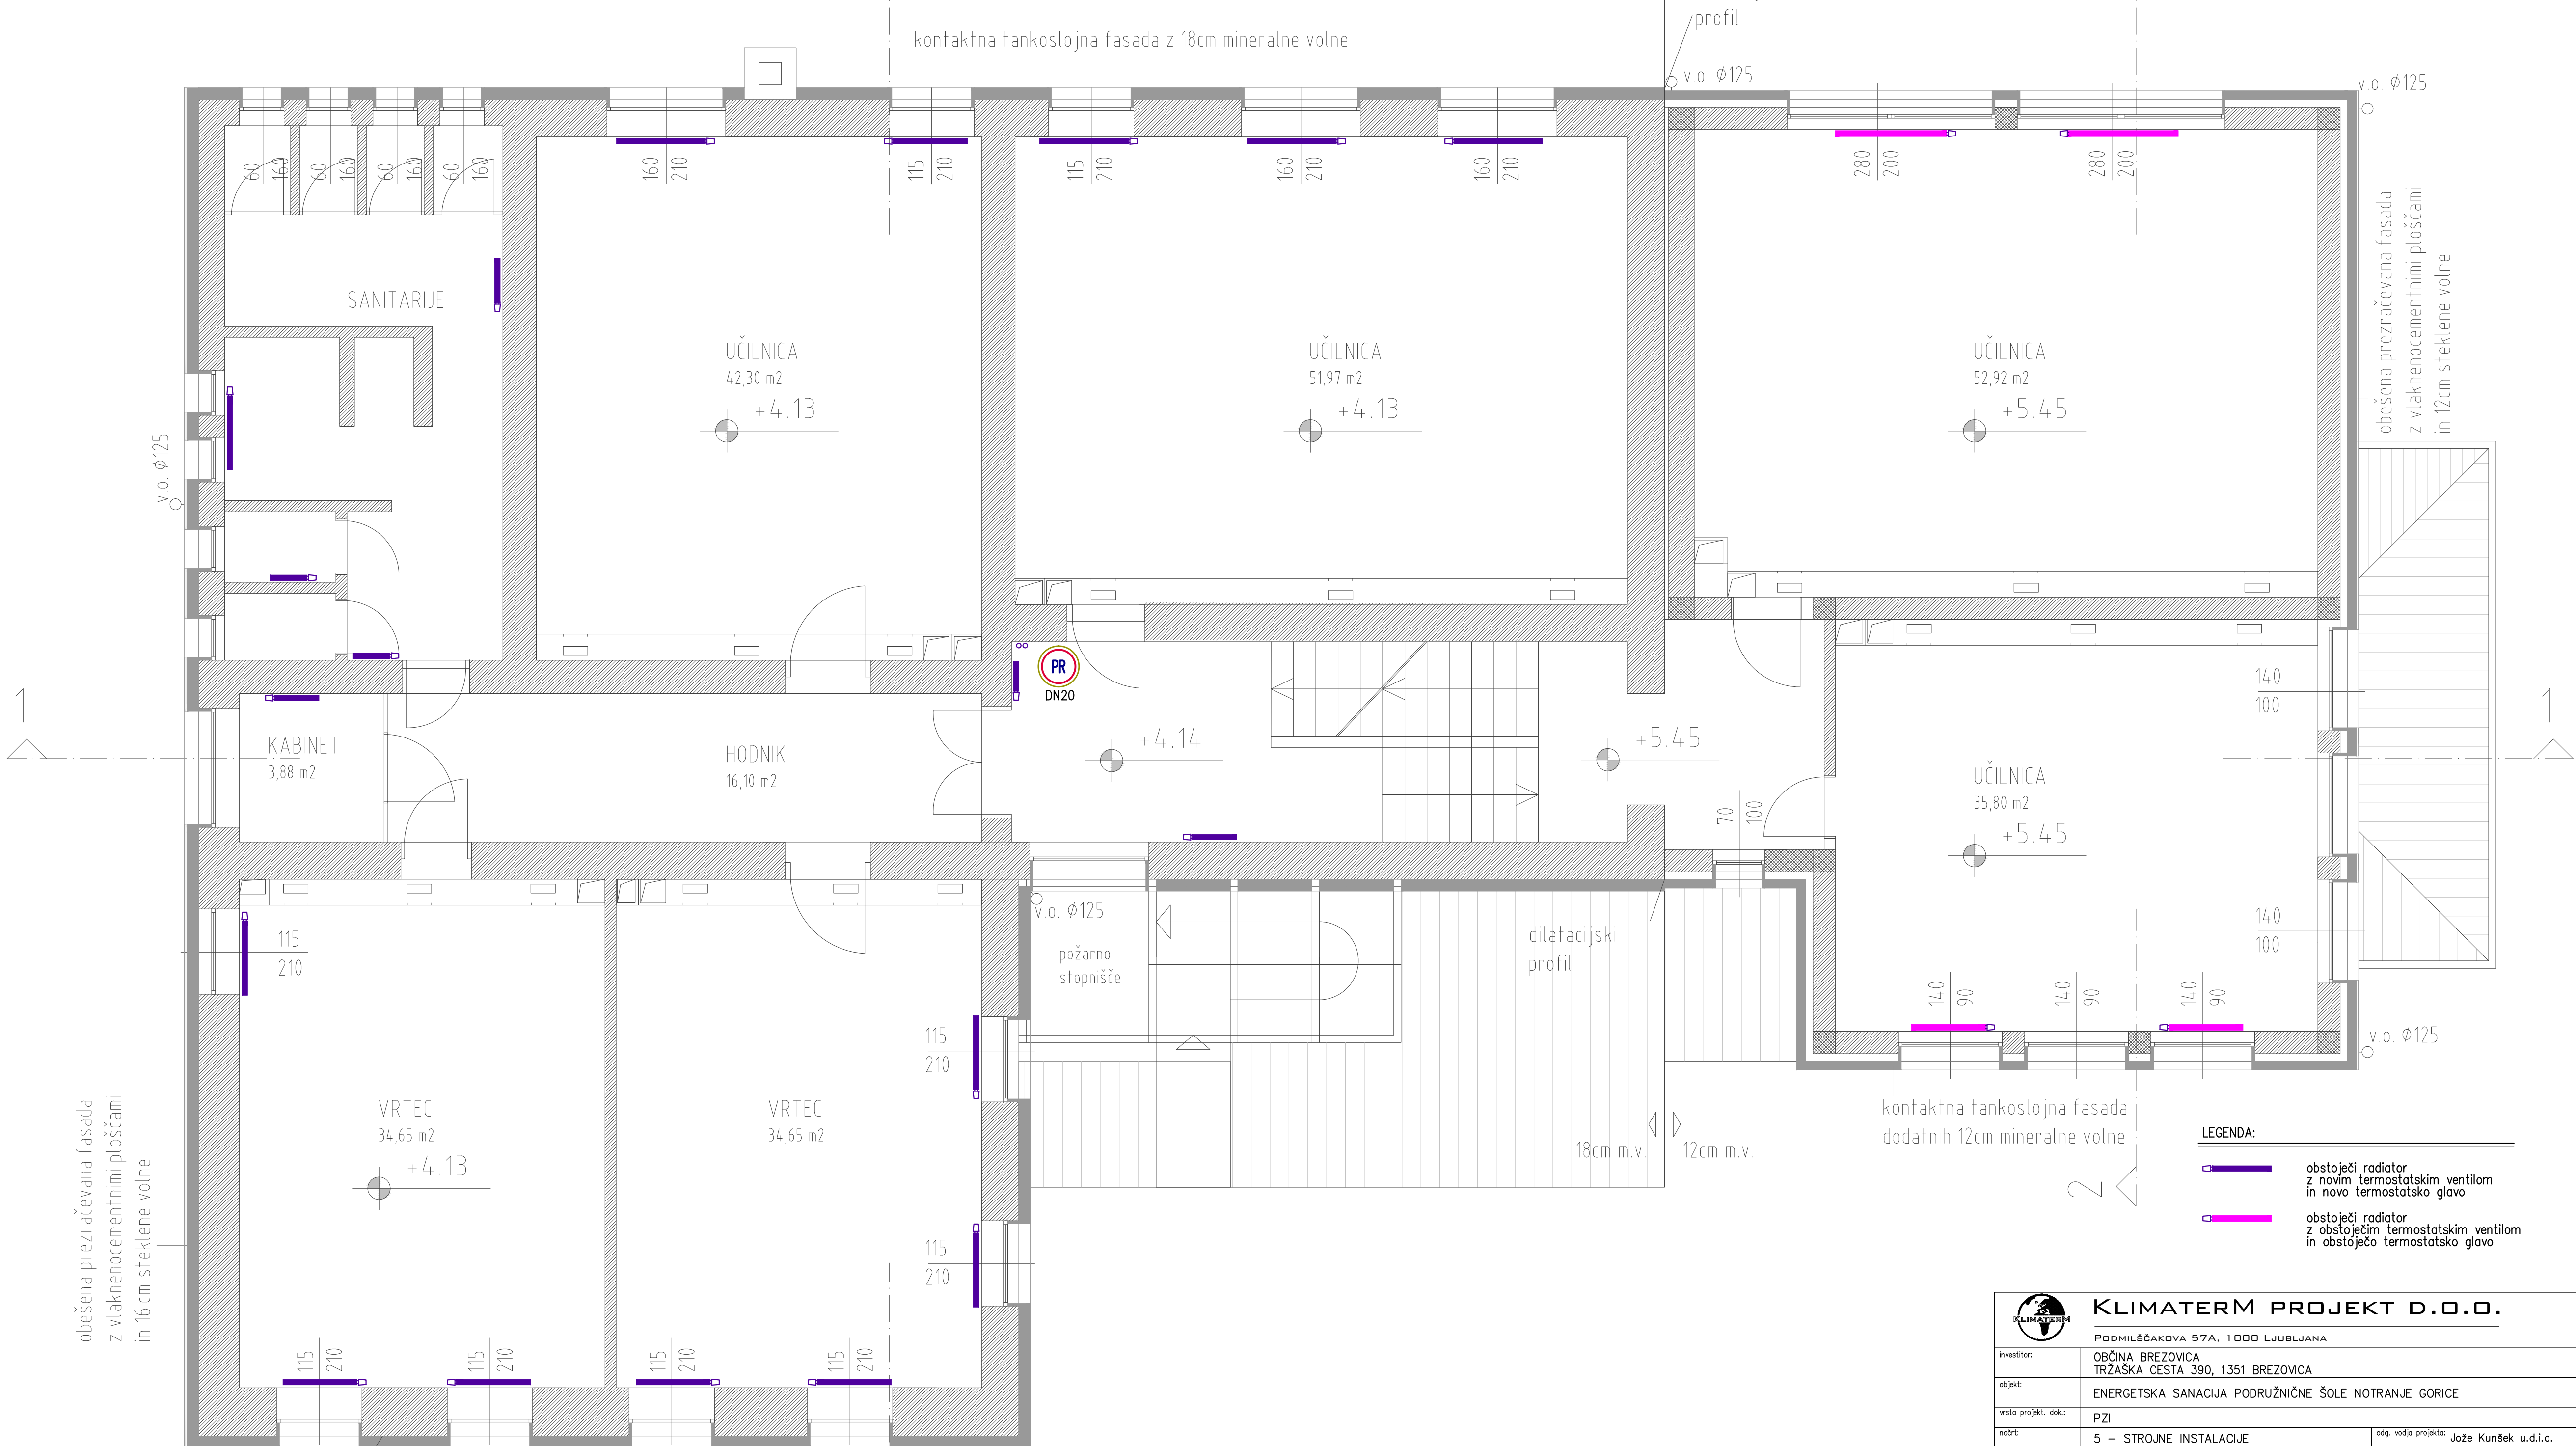 profil
kontaktna tankoslojna fasada z 18cm mineralne volne
v.o. Ø125
v.o. Ø125
60
160
60
160
60
160
60
160
160
210
115
210
115
210
160
210
160
210
280
200
280
200
obešena prezračevana fasada
z vlaknenocementnimi ploščami
in 12cm steklene volne
SANITARIJE
UČILNICA
42,30 m2
+4.13
UČILNICA
51,97 m2
+4.13
UČILNICA
52,92 m2
+5.45
v.o. Ø125
PR
DN20
1
1
140
100
KABINET
3,88 m2
HODNIK
16,10 m2
+4.14
+5.45
UČILNICA
35,80 m2
+5.45
70
100
v.o. Ø125
požarno
stopnišče
dilatacijski
profil
115
210
140
100
115
210
140
90
140
90
140
90
v.o. Ø125
VRTEC
34,65 m2
+4.13
VRTEC
34,65 m2
18cm m.v.
12cm m.v.
kontaktna tankoslojna fasada
dodatnih 12cm mineralne volne
2
obešena prezračevana fasada
z vlaknenocementnimi ploščami
in 16 cm steklene volne
115
210
115
210
115
210
115
210
115
210
LEGENDA:
obstoječi radiator
z novim termostatskim ventilom
in novo termostatsko glavo
obstoječi radiator
z obstoječim termostatskim ventilom
in obstoječo termostatsko glavo
KLIMATERM
KLIMATERM PROJEKT D.O.O.
PODMILŠČAKOVA 57A, 1000 LJUBLJANA
investitor:
OBČINA BREZOVICA
TRŽAŠKA CESTA 390, 1351 BREZOVICA
objekt:
ENERGETSKA SANACIJA PODRUŽNIČNE ŠOLE NOTRANJE GORICE
vrsta projekt. dok.:
PZI
načrt:
5 – STROJNE INSTALACIJE
odg. vodja projekta: Jože Kunšek u.d.i.a.